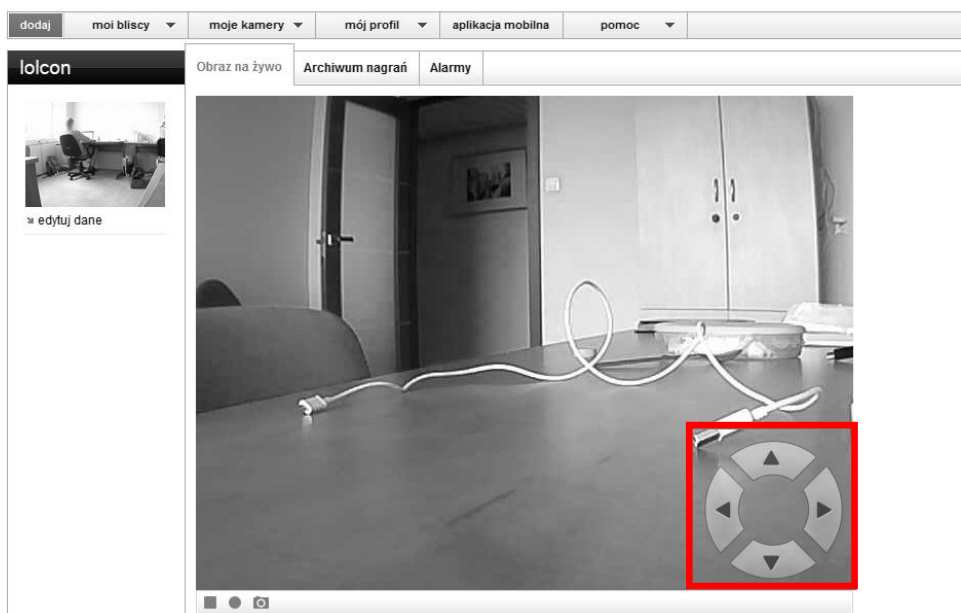 dodaj moi bliscy moje kamery mój profil aplikacja mobilna pomoc
lolcon
Obraz na żywo Archiwum nagrań Alarmy
edytuj dane